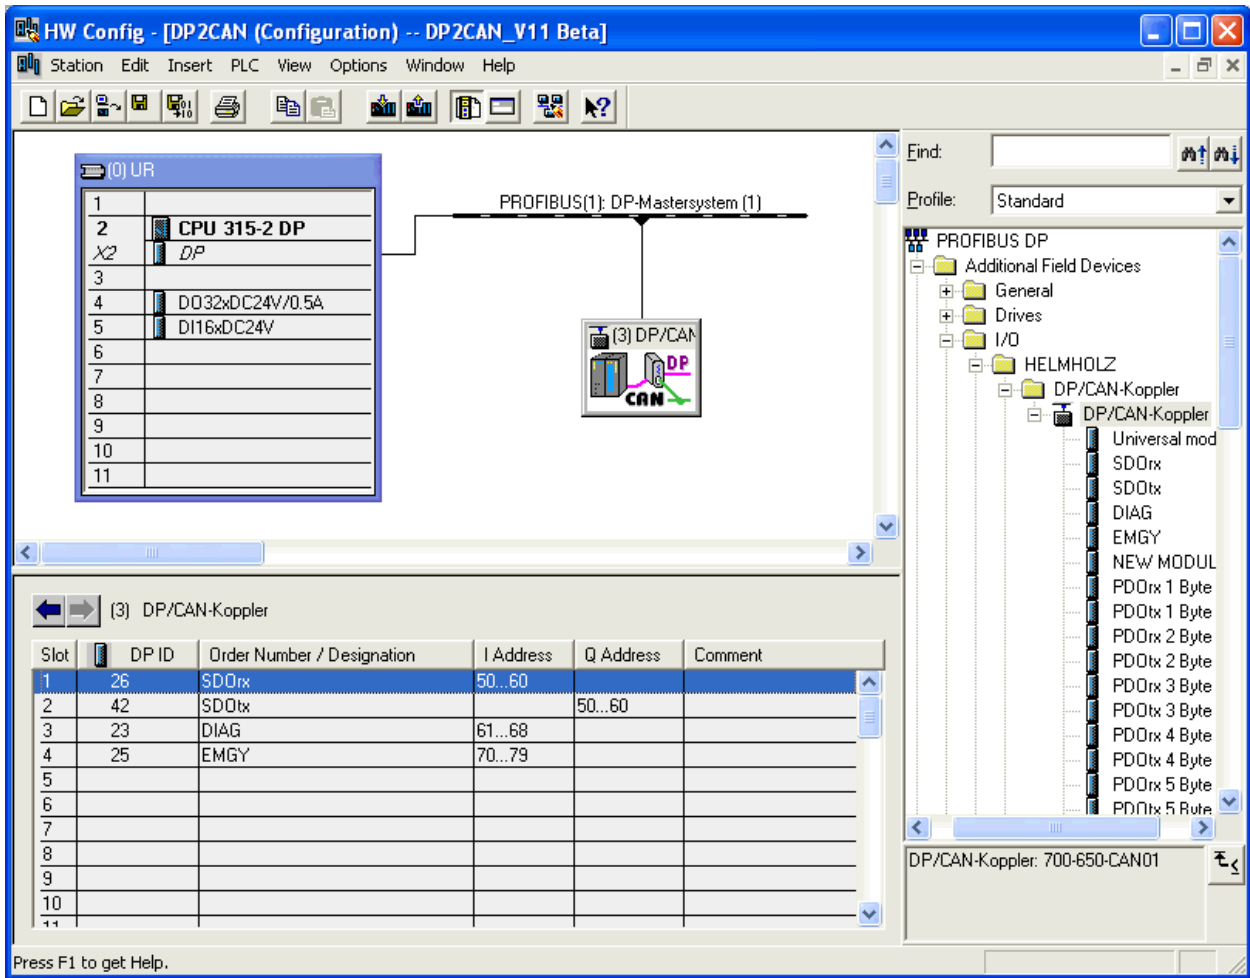 HW Config - [DP2CAN (Configuration) -- DP2CAN_V11 Beta]
Station Edit Insert PLC View Options Window Help
(0) UR
1
2 CPU 315-2 DP
X2 DP
3
4 DO32xDC24V/0.5A
5 DI16xDC24V
6
7
8
9
10
11
PROFIBUS(1): DP-Mastersystem (1)
(3) DP/CAN
DP
CAN
Find:
Profile: Standard
PROFIBUS DP
Additional Field Devices
General
Drives
I/O
HELMHOLZ
DP/CAN-Koppler
DP/CAN-Koppler
Universal mod
SDOrx
SDOtx
DIAG
EMGY
NEW MODUL
PDOrx 1 Byte
PDOtx 1 Byte
PDOrx 2 Byte
PDOtx 2 Byte
PDOrx 3 Byte
PDOtx 3 Byte
PDOrx 4 Byte
PDOtx 4 Byte
PDOrx 5 Byte
PDOtx 5 Byte
DP/CAN-Koppler: 700-650-CAN01
(3) DP/CAN-Koppler
Slot DP ID Order Number / Designation I Address Q Address Comment
1 26 SDOrx 50...60
2 42 SDOtx 50...60
3 23 DIAG 61...68
4 25 EMGY 70...79
5
6
7
8
9
10
11
Press F1 to get Help.